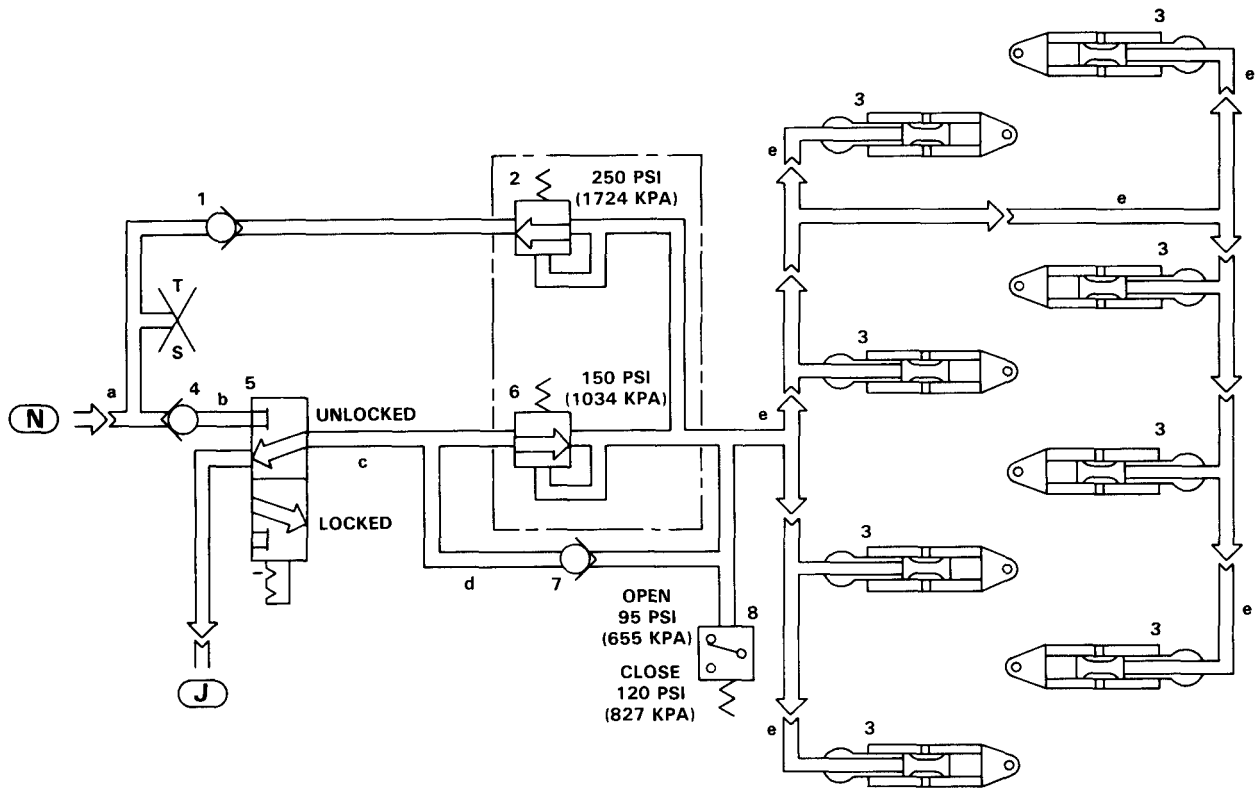 3
e
3
e
2
250 PSI
(1724 KPA)
1
e
T
S
3
3
a
4
b
5
UNLOCKED
6
150 PSI
(1034 KPA)
e
N
c
3
LOCKED
d
7
OPEN
95 PSI
(655 KPA)
8
CLOSE
120 PSI
(827 KPA)
J
3
e
3
e
3